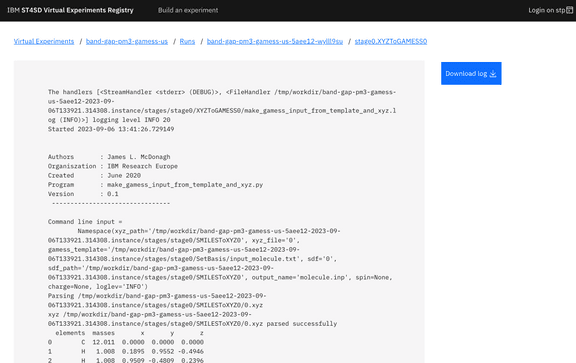 IBM ST4SD Virtual Experiments Registry
Build an experiment
Login on stp
Virtual Experiments / band-gap-pm3-gamess-us / Runs / band-gap-pm3-gamess-us-5aee12-wylll9su / stage0.XYZToGAMESS0
Download log
The handlers [<StreamHandler <stderr> (DEBUG)>, <FileHandler /tmp/workdir/band-gap-pm3-gamess-
us-5aee12-2023-09-
06T133921.314308.instance/stages/stage0/XYZToGAMESS0/make_gamess_input_from_template_and_xyz.l
og (INFO)>] logging level INFO 20
Started 2023-09-06 13:41:26.729149
Authors : James L. McDonagh
Organization : IBM Research Europe
Created : June 2020
Program : make_gamess_input_from_template_and_xyz.py
Version : 0.1
------------------------------
Command line input =
Namespace(xyz_path='/tmp/workdir/band-gap-pm3-gamess-us-5aee12-2023-09-
06T133921.314308.instance/stages/stage0/SMILESToXYZ0', xyz_file='0',
gamess_template='/tmp/workdir/band-gap-pm3-gamess-us-5aee12-2023-09-
06T133921.314308.instance/stages/stage0/SetBasis/input_molecule.txt', sdf='0',
sdf_path='/tmp/workdir/band-gap-pm3-gamess-us-5aee12-2023-09-
06T133921.314308.instance/stages/stage0/SMILESToXYZ0', output_name='molecule.inp', spin=None,
charge=None, loglev='INFO')
Parsing /tmp/workdir/band-gap-pm3-gamess-us-5aee12-2023-09-
06T133921.314308.instance/stages/stage0/SMILESToXYZ0/0.xyz
xyz /tmp/workdir/band-gap-pm3-gamess-us-5aee12-2023-09-
06T133921.314308.instance/stages/stage0/SMILESToXYZ0/0.xyz parsed successfully
elements masses x y z
0 C 12.011 0.0000 0.0000 0.0000
1 H 1.008 0.1895 0.9552 -0.4946
2 H 1.008 0.9509 -0.4809 0.2396